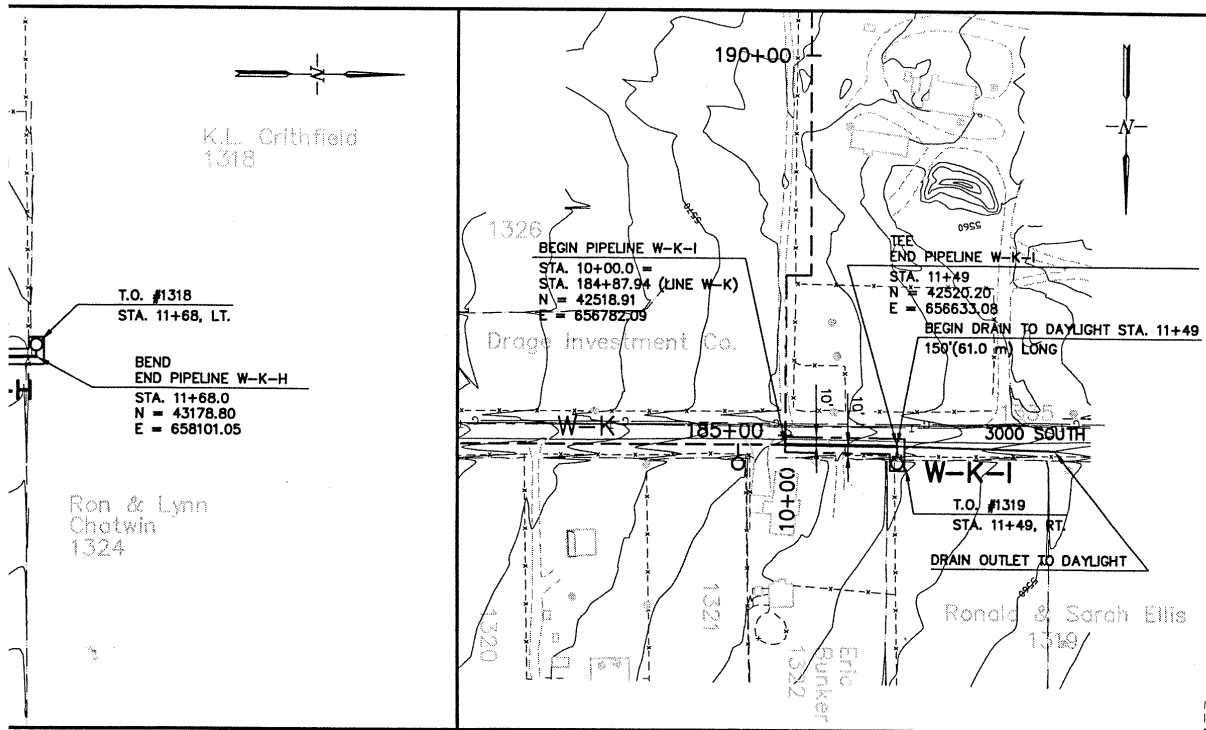 N
K.L. Crithfield
1318
T.O. #1318
STA. 11+68, LT.
BEND
END PIPELINE W-K-H
STA. 11+68.0
N = 43178.80
E = 658101.05
H
Ron & Lynn
Chatwin
1324
190+00
N
5570
5560
1326
BEGIN PIPELINE W-K-I
STA. 10+00.0 =
STA. 184+87.94 (LINE W-K)
N = 42518.91
E = 656782.09
Drage Investment Co.
TEE
END PIPELINE W-K-I
STA. 11+49
N = 42520.20
E = 656633.08
BEGIN DRAIN TO DAYLIGHT STA. 11+49
150'(61.0 m) LONG
10'
10'
W-K
185+00
3000 SOUTH
10+00
W-K-I
T.O. #1319
STA. 11+49, RT.
DRAIN OUTLET TO DAYLIGHT
5560
Ronald & Sarah Ellis
1319
1320
1321
Eric
Bunker
1322